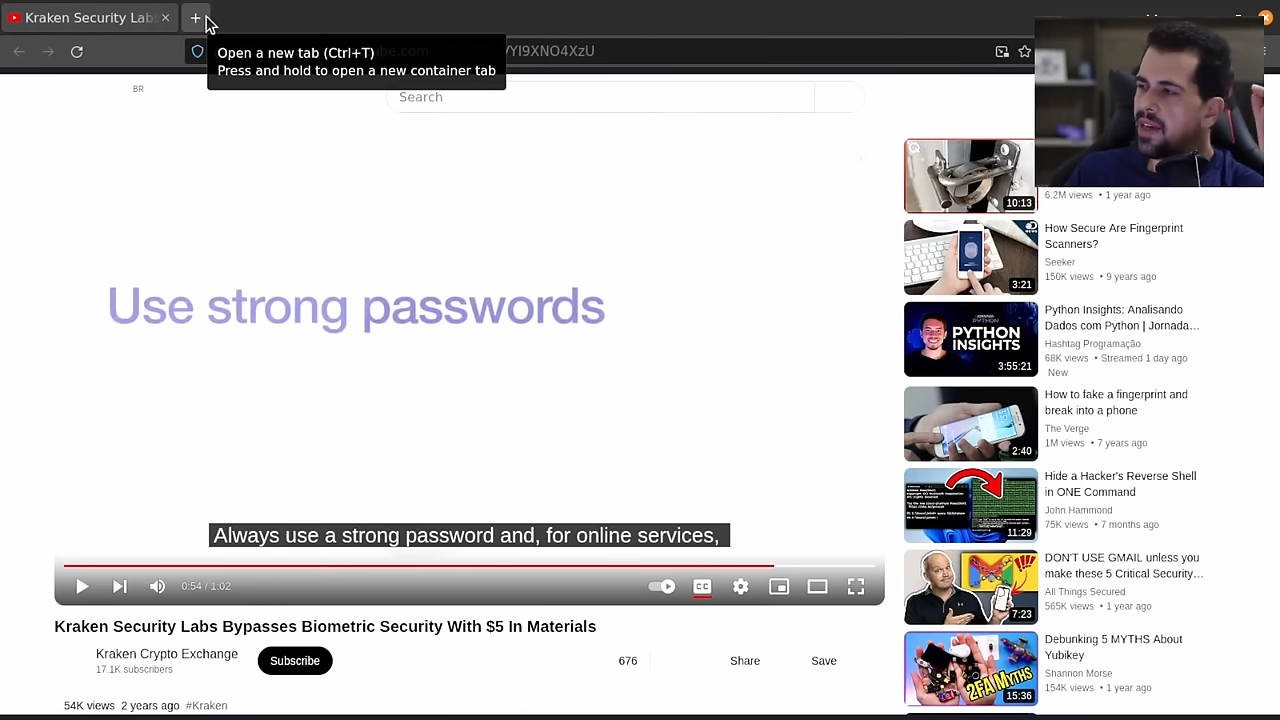 Kraken Security Lab
Open a new tab (Ctrl+T)
Press and hold to open a new container tab
YI9XNO4XzU
BR
Search
Use strong passwords
Always use a strong password and, for online services,
0:54 / 1:02
CC
Kraken Security Labs Bypasses Biometric Security With $5 In Materials
Kraken Crypto Exchange
17.1K subscribers
Subscribe
676
Share
Save
54K views 2 years ago #Kraken
10:13
6.2M views • 1 year ago
3:21
How Secure Are Fingerprint
Scanners?
Seeker
150K views • 9 years ago
PYTHON
INSIGHTS
3:55:21
Python Insights: Analisando
Dados com Python | Jornada…
Hashtag Programação
68K views • Streamed 1 day ago
New
2:40
How to fake a fingerprint and
break into a phone
The Verge
1M views • 7 years ago
11:29
Hide a Hacker's Reverse Shell
in ONE Command
John Hammond
75K views • 7 months ago
7:23
DON'T USE GMAIL unless you
make these 5 Critical Security…
All Things Secured
565K views • 1 year ago
2FA MYTHS
15:36
Debunking 5 MYTHS About
Yubikey
Shannon Morse
154K views • 1 year ago